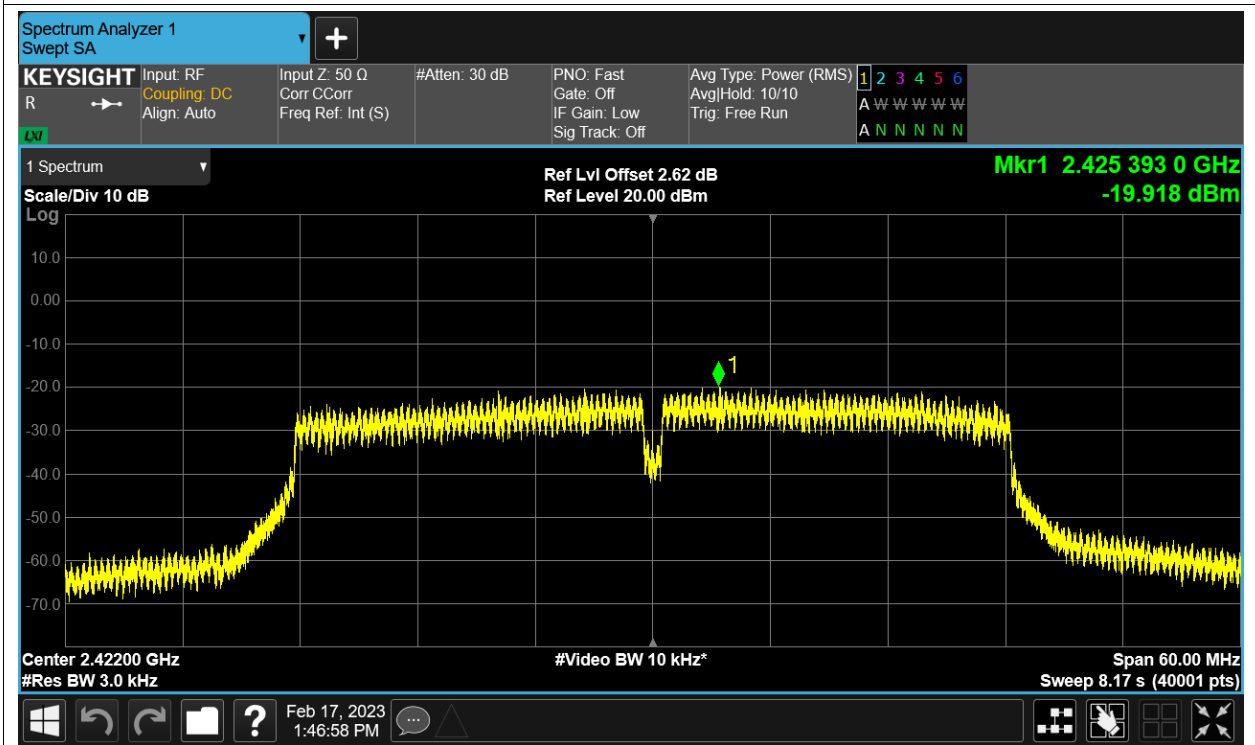 Spectrum Analyzer 1
Swept SA
+
KEYSIGHT
R
LXI
Input: RF
Coupling: DC
Align: Auto
Input Z: 50 Ω
Corr CCorr
Freq Ref: Int (S)
#Atten: 30 dB
PNO: Fast
Gate: Off
IF Gain: Low
Sig Track: Off
Avg Type: Power (RMS)
Avg|Hold: 10/10
Trig: Free Run
1 2 3 4 5 6
A W W W W W
A N N N N N
1 Spectrum
Scale/Div 10 dB
Log
Ref Lvl Offset 2.62 dB
Ref Level 20.00 dBm
Mkr1 2.425 393 0 GHz
-19.918 dBm
10.0
0.00
-10.0
1
-20.0
-30.0
-40.0
-50.0
-60.0
-70.0
Center 2.42200 GHz
#Video BW 10 kHz*
Span 60.00 MHz
#Res BW 3.0 kHz
Sweep 8.17 s (40001 pts)
?
Feb 17, 2023
1:46:58 PM